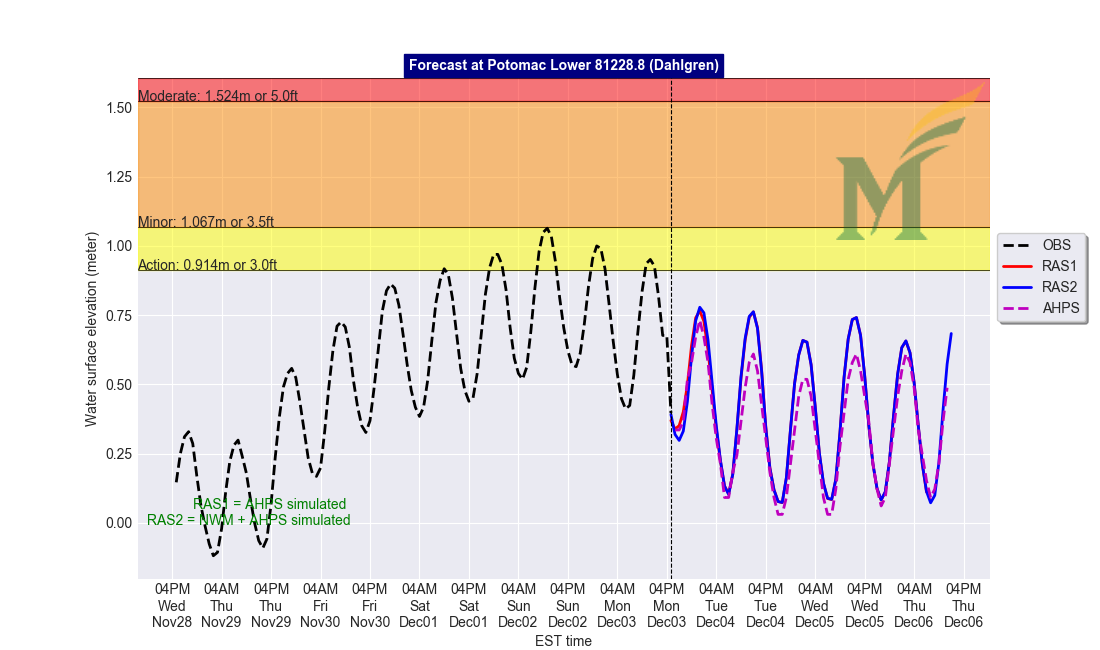 Forecast at Potomac Lower 81228.8 (Dahlgren)
Moderate: 1.524m or 5.0ft
Minor: 1.067m or 3.5ft
Action: 0.914m or 3.0ft
M
Water surface elevation (meter)
1.50
1.25
1.00
0.75
0.50
0.25
0.00
OBS
RAS1
RAS2
AHPS
RAS1 = AHPS simulated
RAS2 = NWM + AHPS simulated
04PM 04AM 04PM 04AM 04PM 04AM 04PM 04AM 04PM 04AM 04PM 04AM 04PM 04AM 04PM 04AM 04PM
Wed Thu Thu Fri Fri Sat Sat Sun Sun Mon Mon Tue Tue Wed Wed Thu Thu
Nov28 Nov29 Nov29 Nov30 Nov30 Dec01 Dec01 Dec02 Dec02 Dec03 Dec03 Dec04 Dec04 Dec05 Dec05 Dec06 Dec06
EST time